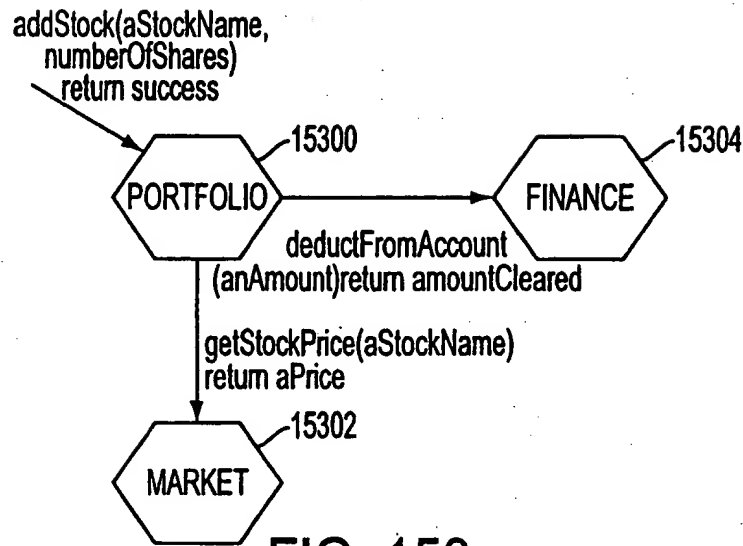 addStock(aStockName,
numberOfShares)
return success
15300
15304
PORTFOLIO
FINANCE
deductFromAccount
(anAmount)return amountCleared
getStockPrice(aStockName)
return aPrice
15302
MARKET